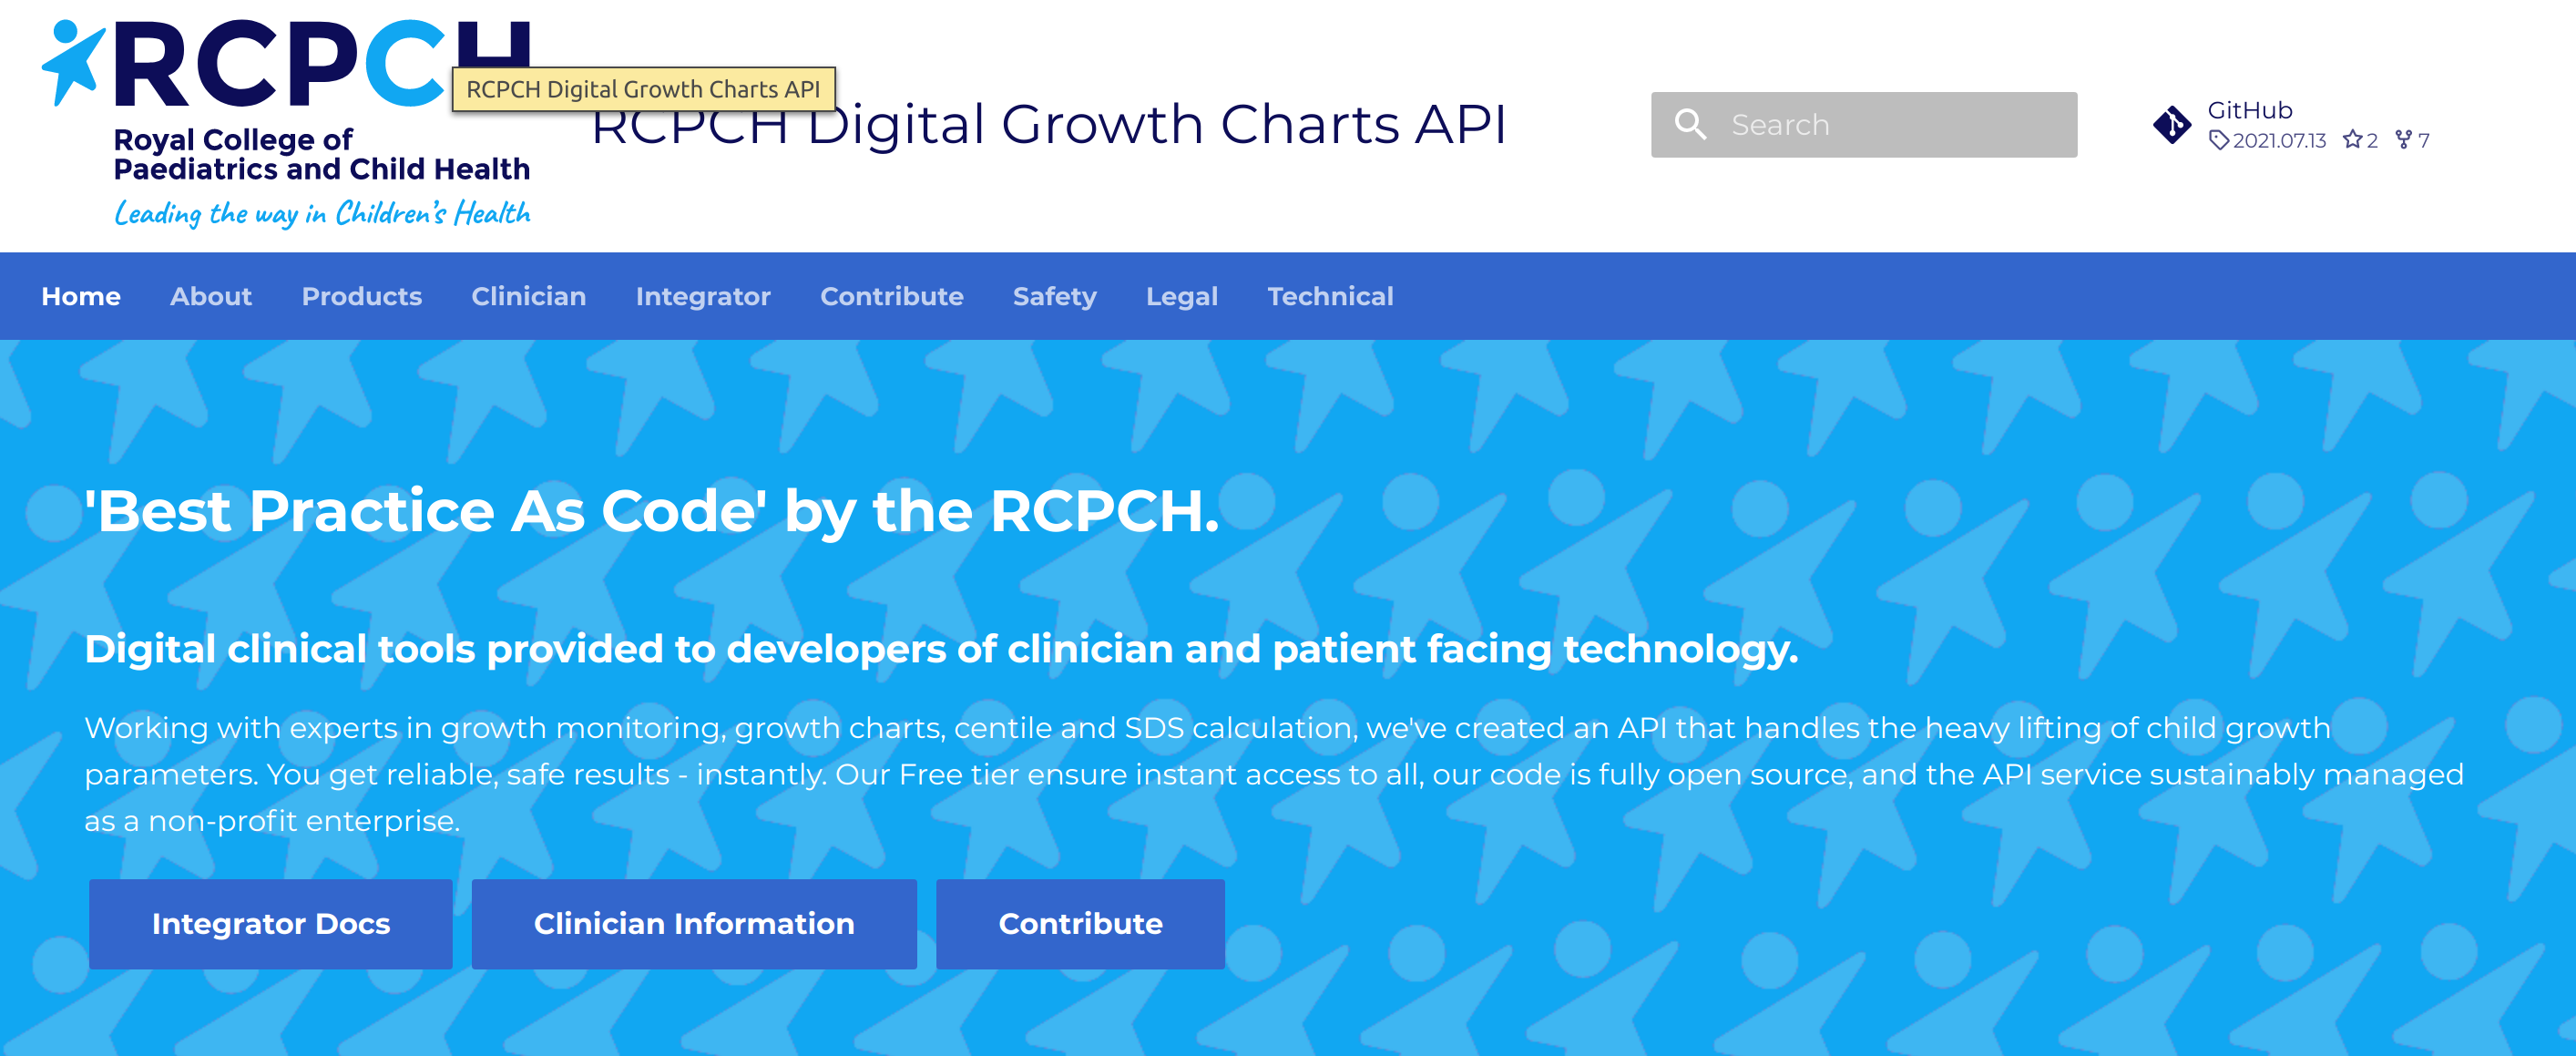 RCPCH
RCPCH Digital Growth Charts API
Royal College of
Paediatrics and Child Health
Leading the way in Children's Health
RCPCH Digital Growth Charts API
Search
GitHub
2021.07.13 2 7
Home About Products Clinician Integrator Contribute Safety Legal Technical
'Best Practice As Code' by the RCPCH.
Digital clinical tools provided to developers of clinician and patient facing technology.
Working with experts in growth monitoring, growth charts, centile and SDS calculation, we've created an API that handles the heavy lifting of child growth
parameters. You get reliable, safe results - instantly. Our Free tier ensure instant access to all, our code is fully open source, and the API service sustainably managed
as a non-profit enterprise.
Integrator Docs Clinician Information Contribute